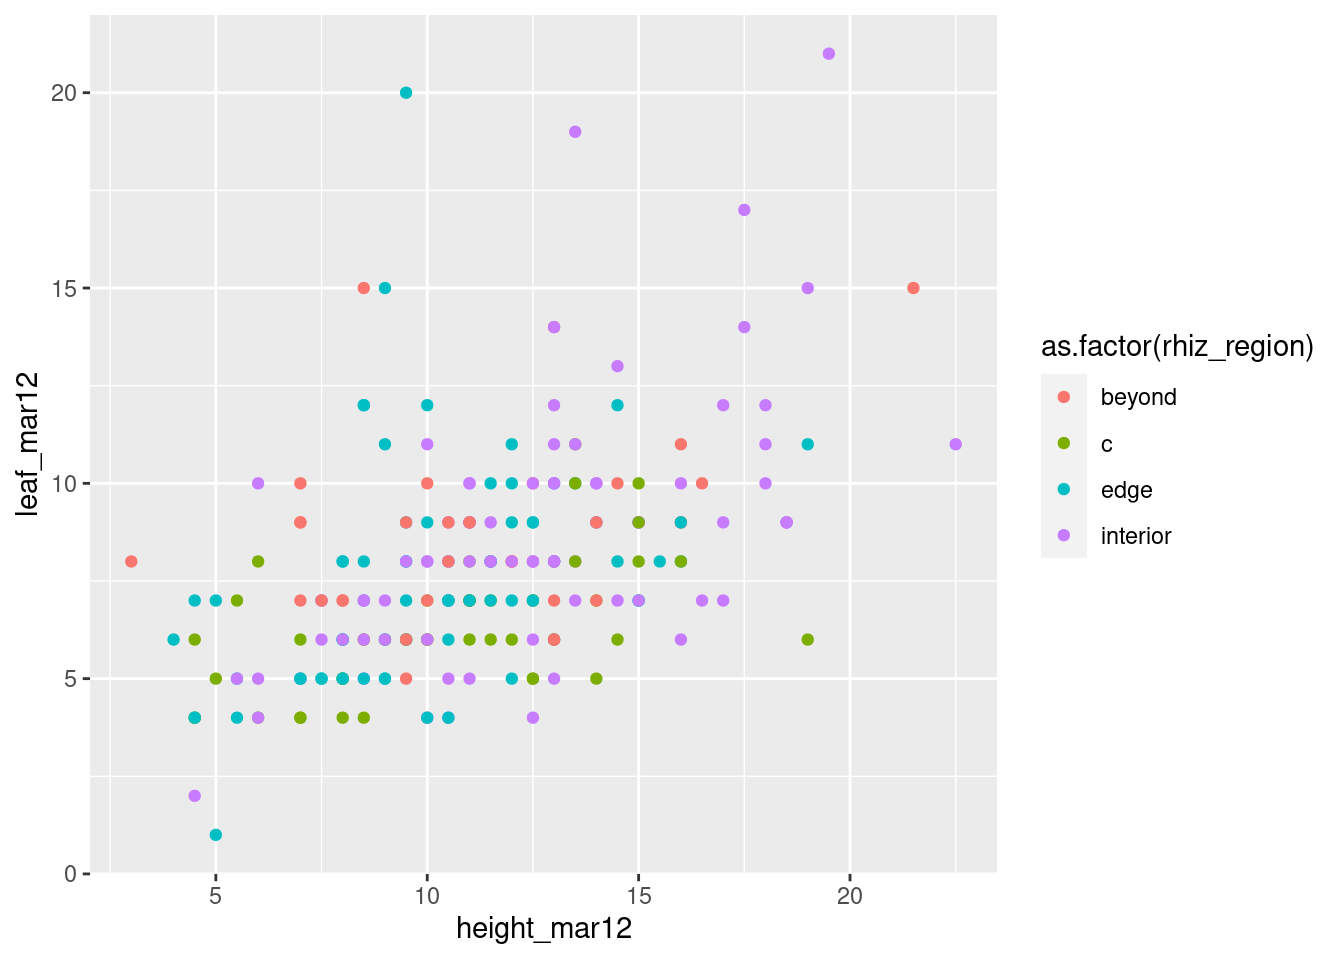 20
15
10
5
0
leaf_mar12
5 10 15 20
height_mar12
as.factor(rhiz_region)
beyond
c
edge
interior